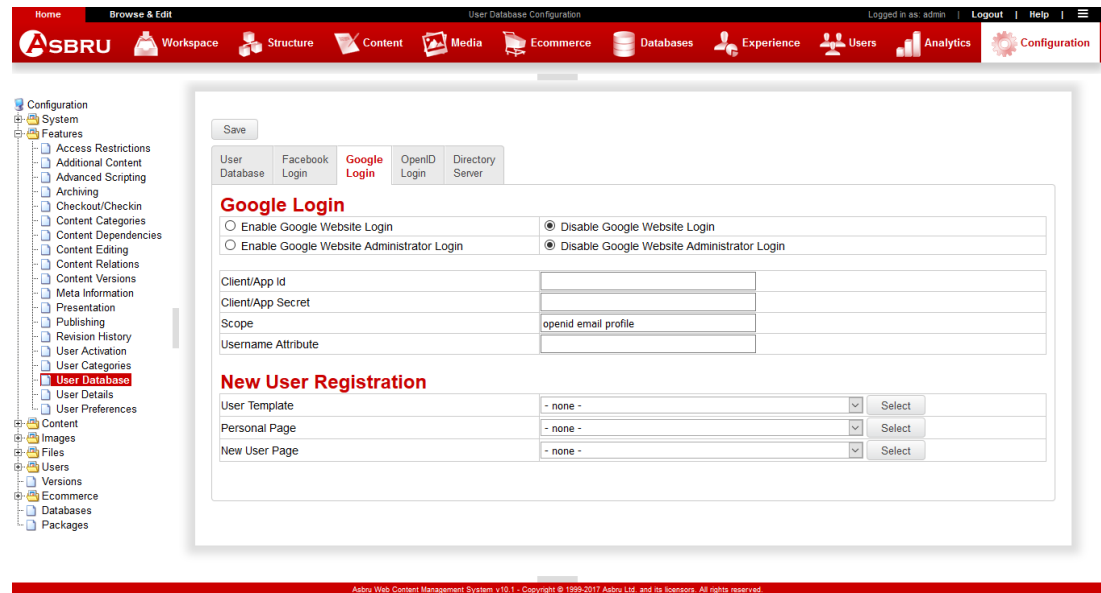 Home Browse & Edit User Database Configuration Logged in as: admin | Logout | Help |
ASBRU Workspace Structure Content Media Ecommerce Databases Experience Users Analytics Configuration
Configuration
System
Features
Access Restrictions
Additional Content
Advanced Scripting
Archiving
Checkout/Checkin
Content Categories
Content Dependencies
Content Editing
Content Relations
Content Versions
Meta Information
Presentation
Publishing
Revision History
User Activation
User Categories
User Database
User Details
User Preferences
Content
Images
Files
Users
Versions
Ecommerce
Databases
Packages
Save
User Database
Facebook Login
Google Login
OpenID Login
Directory Server
Google Login
Enable Google Website Login Disable Google Website Login
Enable Google Website Administrator Login Disable Google Website Administrator Login
Client/App Id
Client/App Secret
Scope openid email profile
Username Attribute
New User Registration
User Template - none - Select
Personal Page - none - Select
New User Page - none - Select
Asbru Web Content Management System v10.1 - Copyright © 1999-2017 Asbru Ltd. and its licensors. All rights reserved.